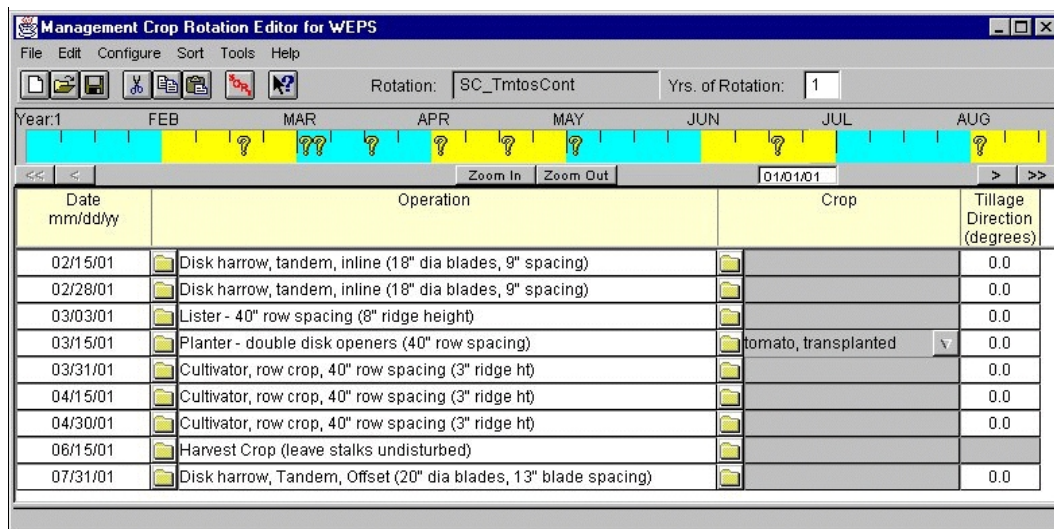 Management Crop Rotation Editor for WEPS
File Edit Configure Sort Tools Help
Rotation: SC_TmtosCont Yrs. of Rotation: 1
Year:1 FEB MAR APR MAY JUN JUL AUG
? ?? ? ? ? ? ? ?
<< < Zoom In Zoom Out 01/01/01 > >>
Date Operation Crop Tillage
mm/dd/yy Direction
(degrees)
02/15/01 Disk harrow, tandem, inline (18" dia blades, 9" spacing) 0.0
02/28/01 Disk harrow, tandem, inline (18" dia blades, 9" spacing) 0.0
03/03/01 Lister - 40" row spacing (8" ridge height) 0.0
03/15/01 Planter - double disk openers (40" row spacing) tomato, transplanted 0.0
03/31/01 Cultivator, row crop, 40" row spacing (3" ridge ht) 0.0
04/15/01 Cultivator, row crop, 40" row spacing (3" ridge ht) 0.0
04/30/01 Cultivator, row crop, 40" row spacing (3" ridge ht) 0.0
06/15/01 Harvest Crop (leave stalks undisturbed)
07/31/01 Disk harrow, Tandem, Offset (20" dia blades, 13" blade spacing) 0.0